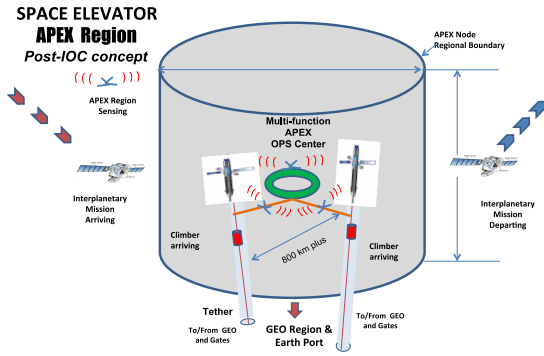 SPACE ELEVATOR
APEX Region
Post-IOC concept
APEX Region
Sensing
APEX Node
Regional Boundary
Multi-function
APEX
OPS Center
Interplanetary
Mission
Arriving
Interplanetary
Mission
Departing
Climber
arriving
800 km plus
Climber
arriving
Tether
To/From GEO
and Gates
GEO Region &
Earth Port
To/From GEO
and Gates